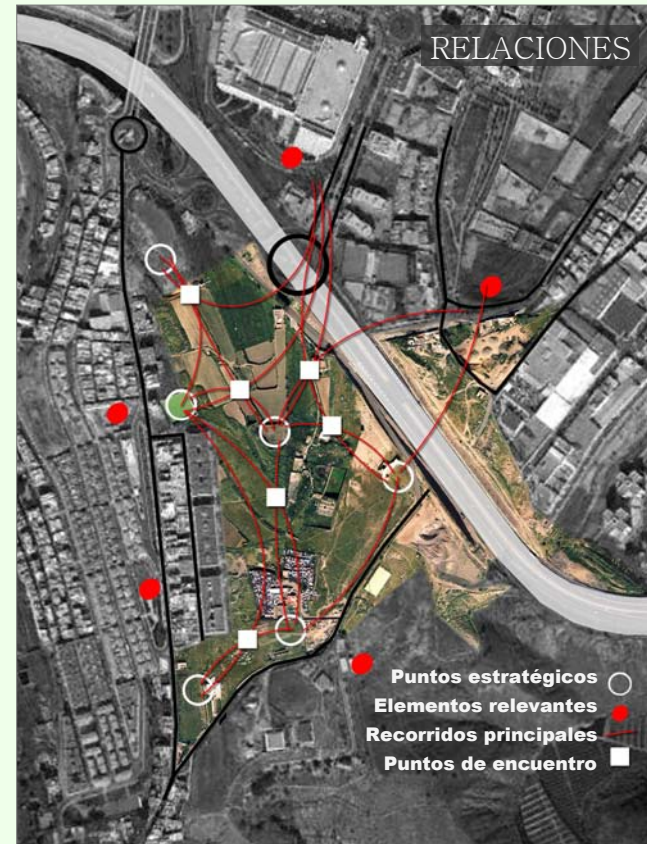 RELACIONES
Puntos estratégicos
Elementos relevantes
Recorridos principales
Puntos de encuentro